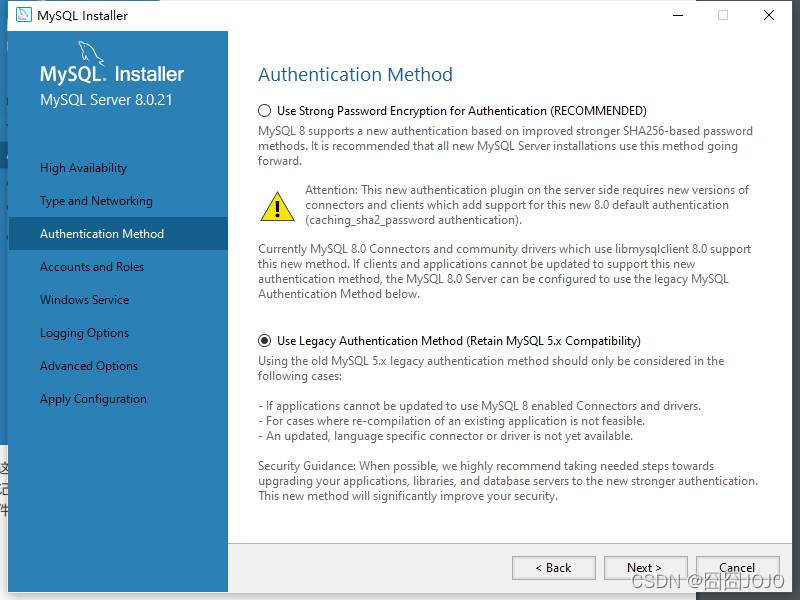 MySQL Installer
MySQL. Installer
MySQL Server 8.0.21
High Availability
Type and Networking
Authentication Method
Accounts and Roles
Windows Service
Logging Options
Advanced Options
Apply Configuration
Authentication Method
Use Strong Password Encryption for Authentication (RECOMMENDED)
MySQL 8 supports a new authentication based on improved stronger SHA256-based password
methods. It is recommended that all new MySQL Server installations use this method going
forward.
Attention: This new authentication plugin on the server side requires new versions of
connectors and clients which add support for this new 8.0 default authentication
(caching_sha2_password authentication).
Currently MySQL 8.0 Connectors and community drivers which use libmysqlclient 8.0 support
this new method. If clients and applications cannot be updated to support this new
authentication method, the MySQL 8.0 Server can be configured to use the legacy MySQL
Authentication Method below.
Use Legacy Authentication Method (Retain MySQL 5.x Compatibility)
Using the old MySQL 5.x legacy authentication method should only be considered in the
following cases:
- If applications cannot be updated to use MySQL 8 enabled Connectors and drivers.
- For cases where re-compilation of an existing application is not feasible.
- An updated, language specific connector or driver is not yet available.
Security Guidance: When possible, we highly recommend taking needed steps towards
upgrading your applications, libraries, and database servers to the new stronger authentication.
This new method will significantly improve your security.
< Back
Next >
Cancel
CSDN @囧囧JOJO